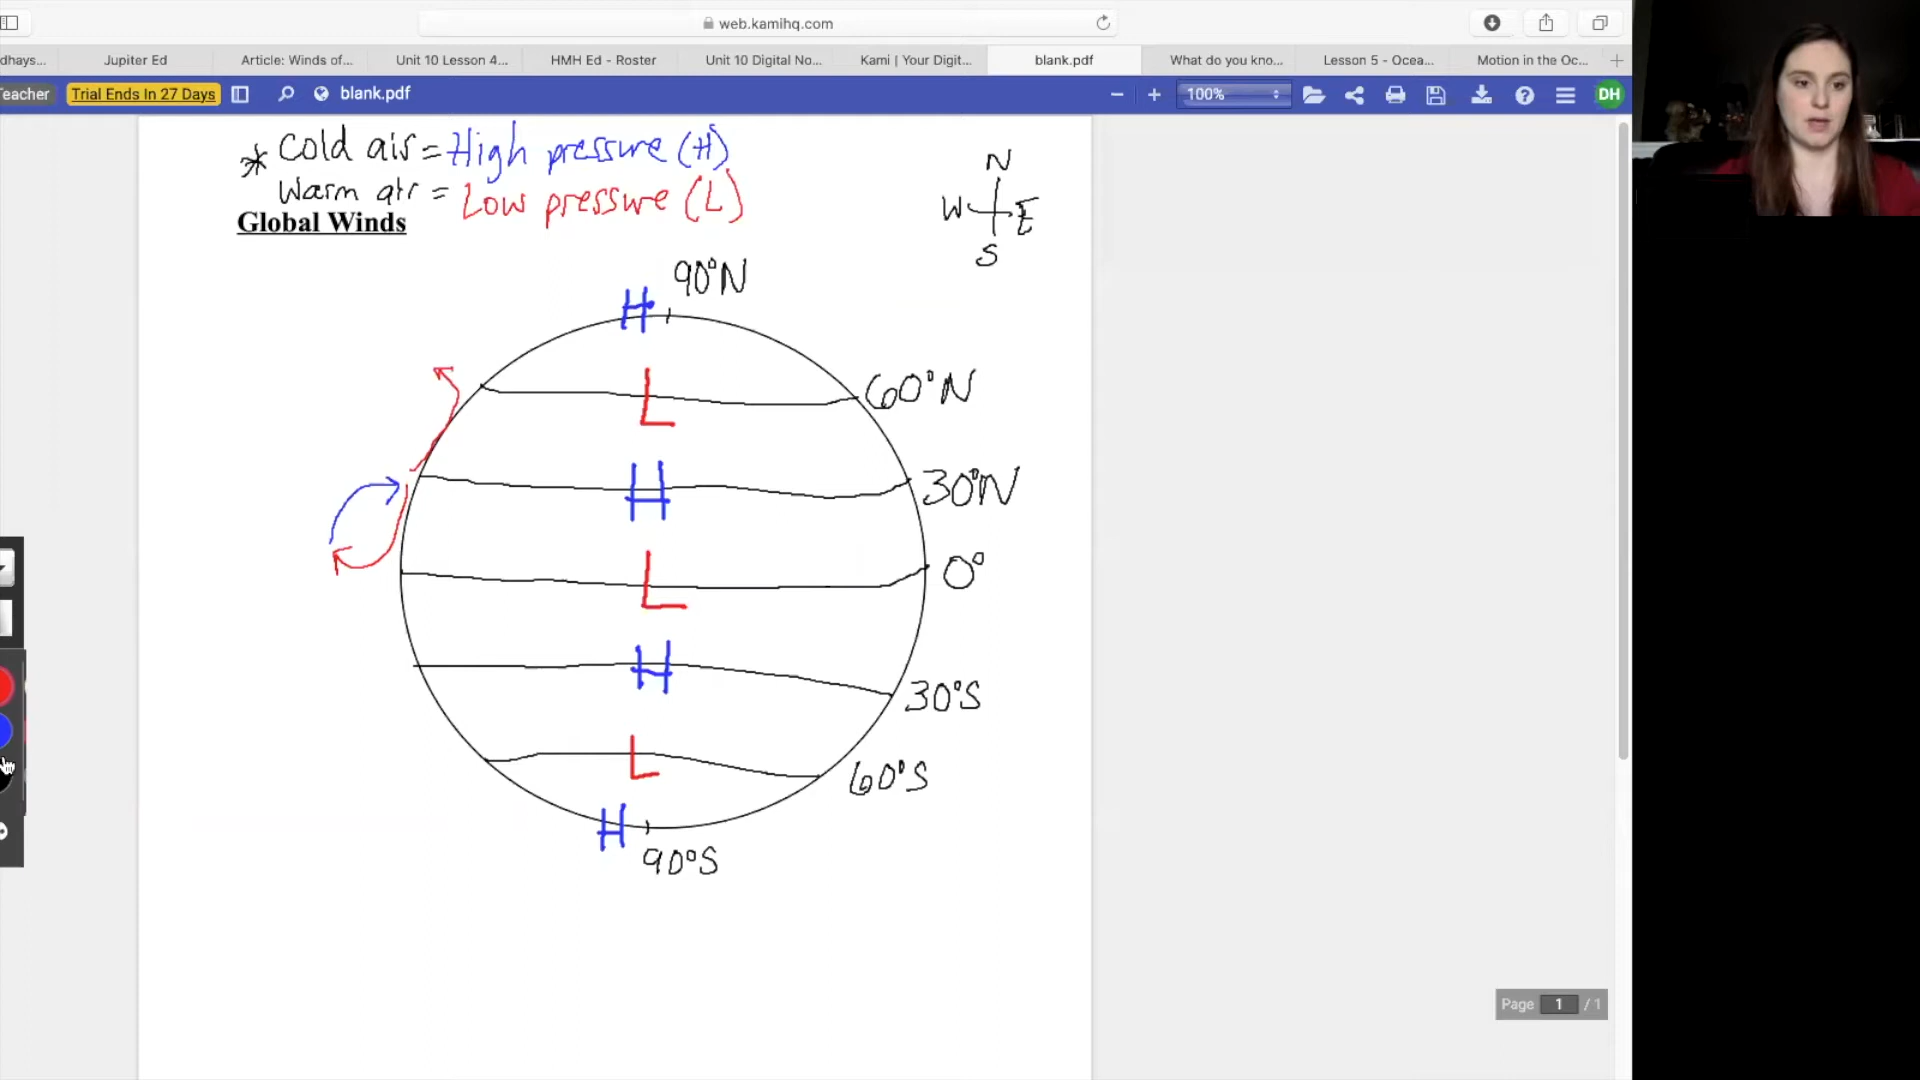 web.kamihq.com
dhays...
Jupiter Ed
Article: Winds of...
Unit 10 Lesson 4...
HMH Ed - Roster
Unit 10 Digital No...
Kami | Your Digit...
blank.pdf
What do you kno...
Lesson 5 - Ocea...
Motion in the Oc...
Teacher
Trial Ends In 27 Days
blank.pdf
100%
DH
* Cold air = High pressure (H)
Warm air = Low pressure (L)
Global Winds
N
W E
S
90°N
H
60°N
L
30°N
H
0°
L
30°S
H
60°S
L
H
90°S
Page 1 / 1